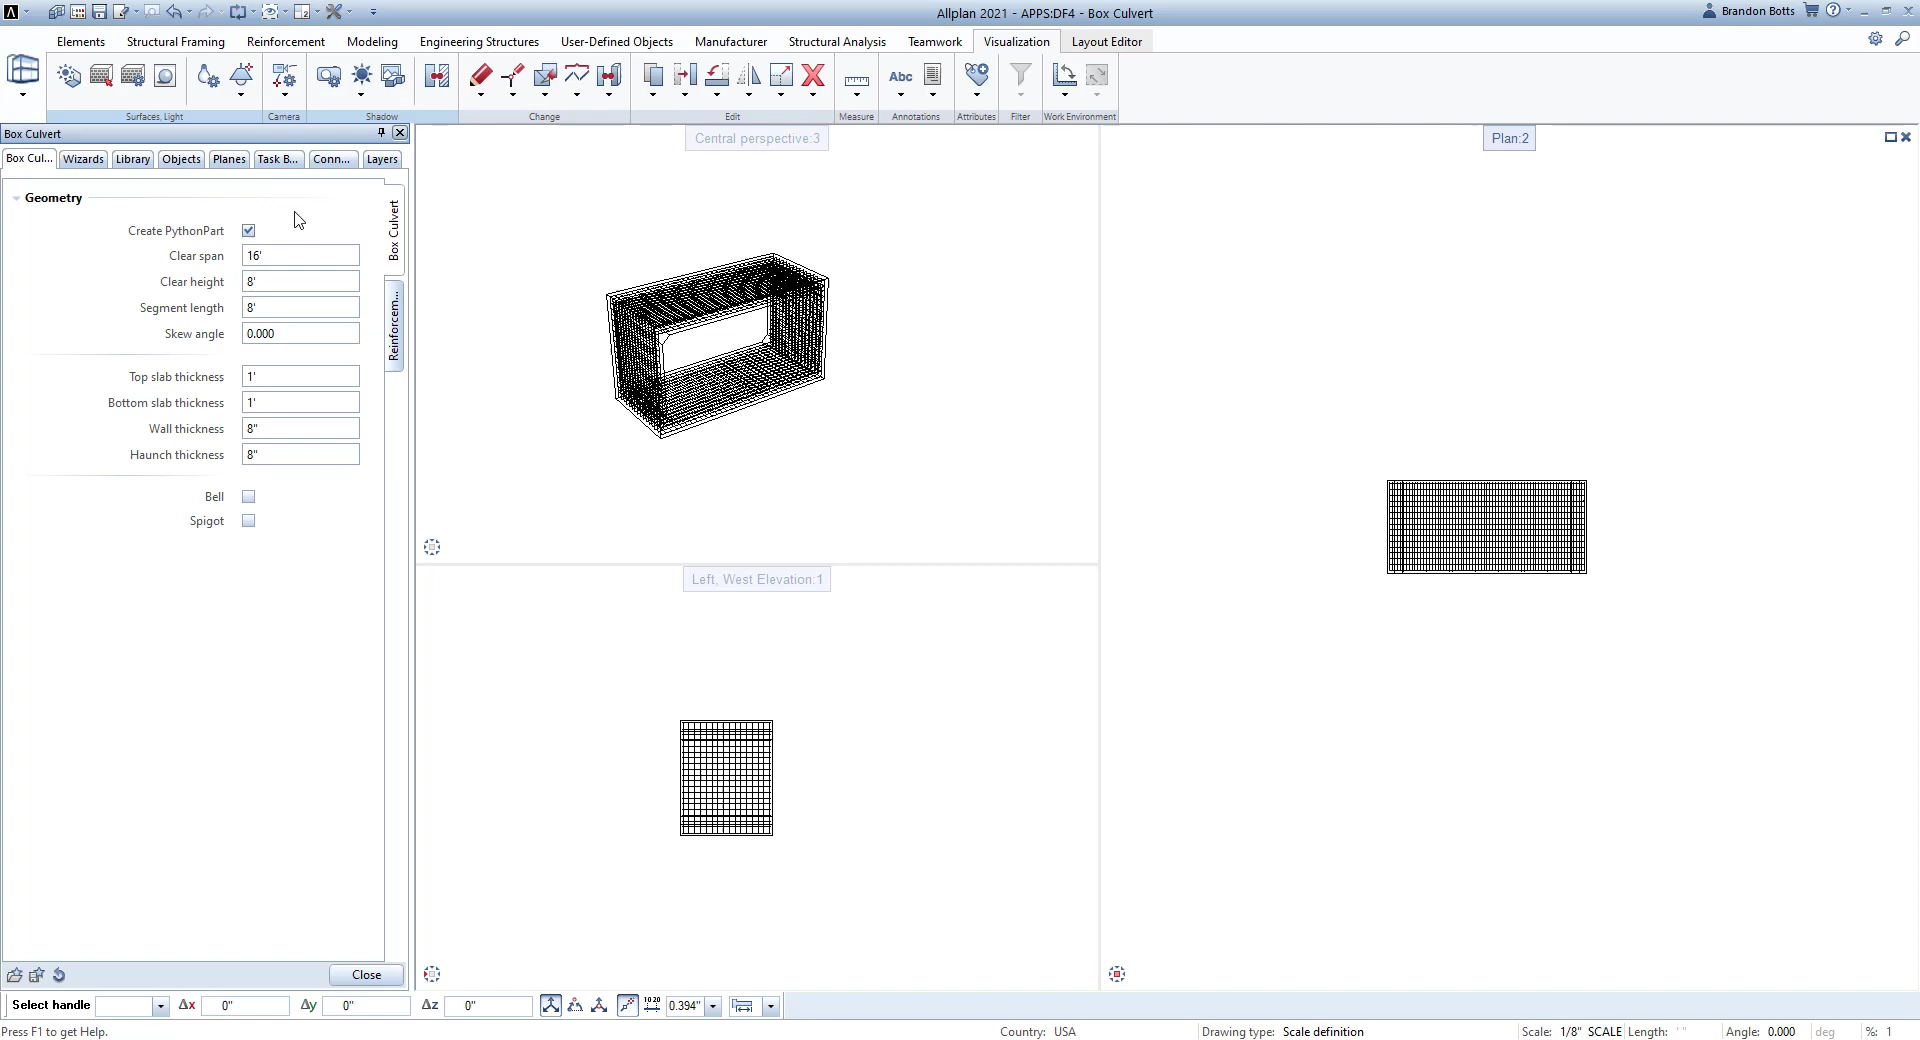 Allplan 2021 - APPS:DF4 - Box Culvert
Brandon Botts
Elements Structural Framing Reinforcement Modeling Engineering Structures User-Defined Objects Manufacturer Structural Analysis Teamwork Visualization Layout Editor
Abc
Surfaces, Light Camera Shadow Change Edit Measure Annotations Attributes Filter Work Environment
Box Culvert
Box Cul... Wizards Library Objects Planes Task B... Conn... Layers
Geometry
Create PythonPart
Clear span 16'
Clear height 8'
Segment length 8'
Skew angle 0.000
Top slab thickness 1'
Bottom slab thickness 1'
Wall thickness 8"
Haunch thickness 8"
Bell
Spigot
Box Culvert
Reinforcem...
Close
Central perspective:3
Left, West Elevation:1
Plan:2
Select handle Δx 0" Δy 0" Δz 0" 1020 0.394"
Press F1 to get Help.
Country: USA Drawing type: Scale definition Scale: 1/8" SCALE Length: ' " Angle: 0.000 deg %: 1